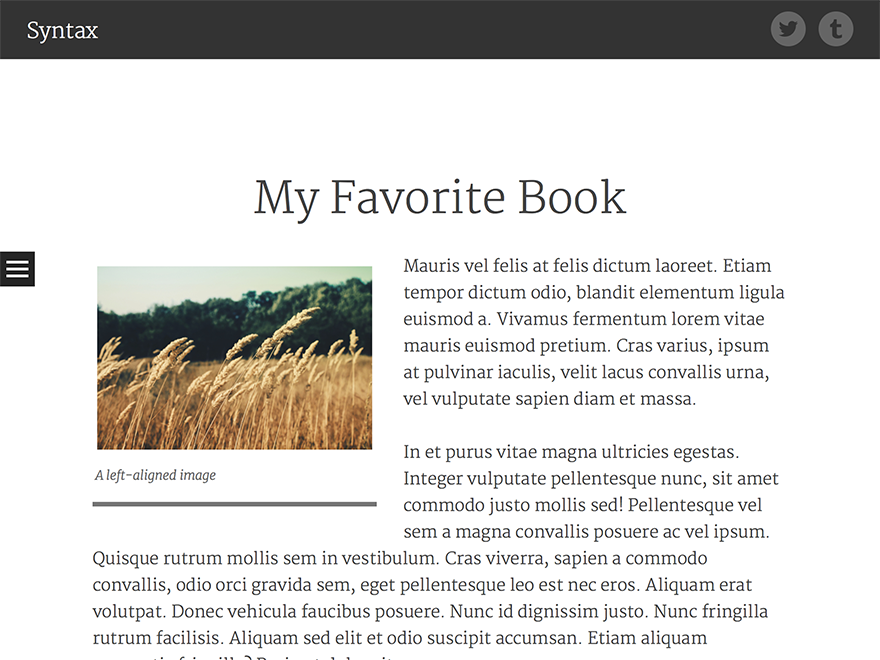 Syntax
My Favorite Book
Mauris vel felis at felis dictum laoreet. Etiam
tempor dictum odio, blandit elementum ligula
euismod a. Vivamus fermentum lorem vitae
mauris euismod pretium. Cras varius, ipsum
at pulvinar iaculis, velit lacus convallis urna,
vel vulputate sapien diam et massa.
A left-aligned image
In et purus vitae magna ultricies egestas.
Integer vulputate pellentesque nunc, sit amet
commodo justo mollis sed! Pellentesque vel
sem a magna convallis posuere ac vel ipsum.
Quisque rutrum mollis sem in vestibulum. Cras viverra, sapien a commodo
convallis, odio orci gravida sem, eget pellentesque leo est nec eros. Aliquam erat
volutpat. Donec vehicula faucibus posuere. Nunc id dignissim justo. Nunc fringilla
rutrum facilisis. Aliquam sed elit et odio suscipit accumsan. Etiam aliquam